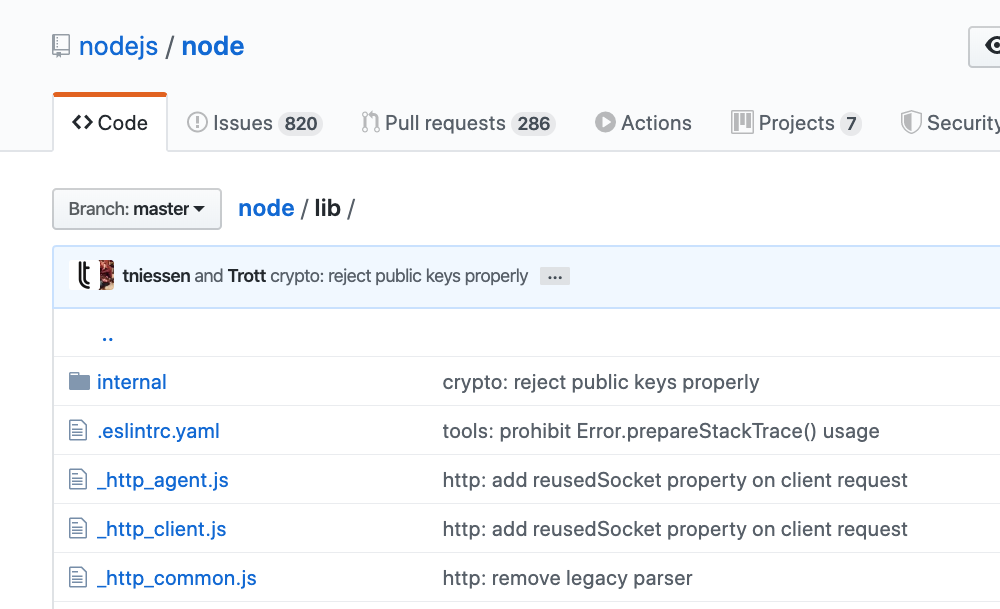 nodejs / node
Code Issues 820 Pull requests 286 Actions Projects 7 Security
Branch: master node / lib /
tniessen and Trott crypto: reject public keys properly ...
..
internal crypto: reject public keys properly
.eslintrc.yaml tools: prohibit Error.prepareStackTrace() usage
_http_agent.js http: add reusedSocket property on client request
_http_client.js http: add reusedSocket property on client request
_http_common.js http: remove legacy parser